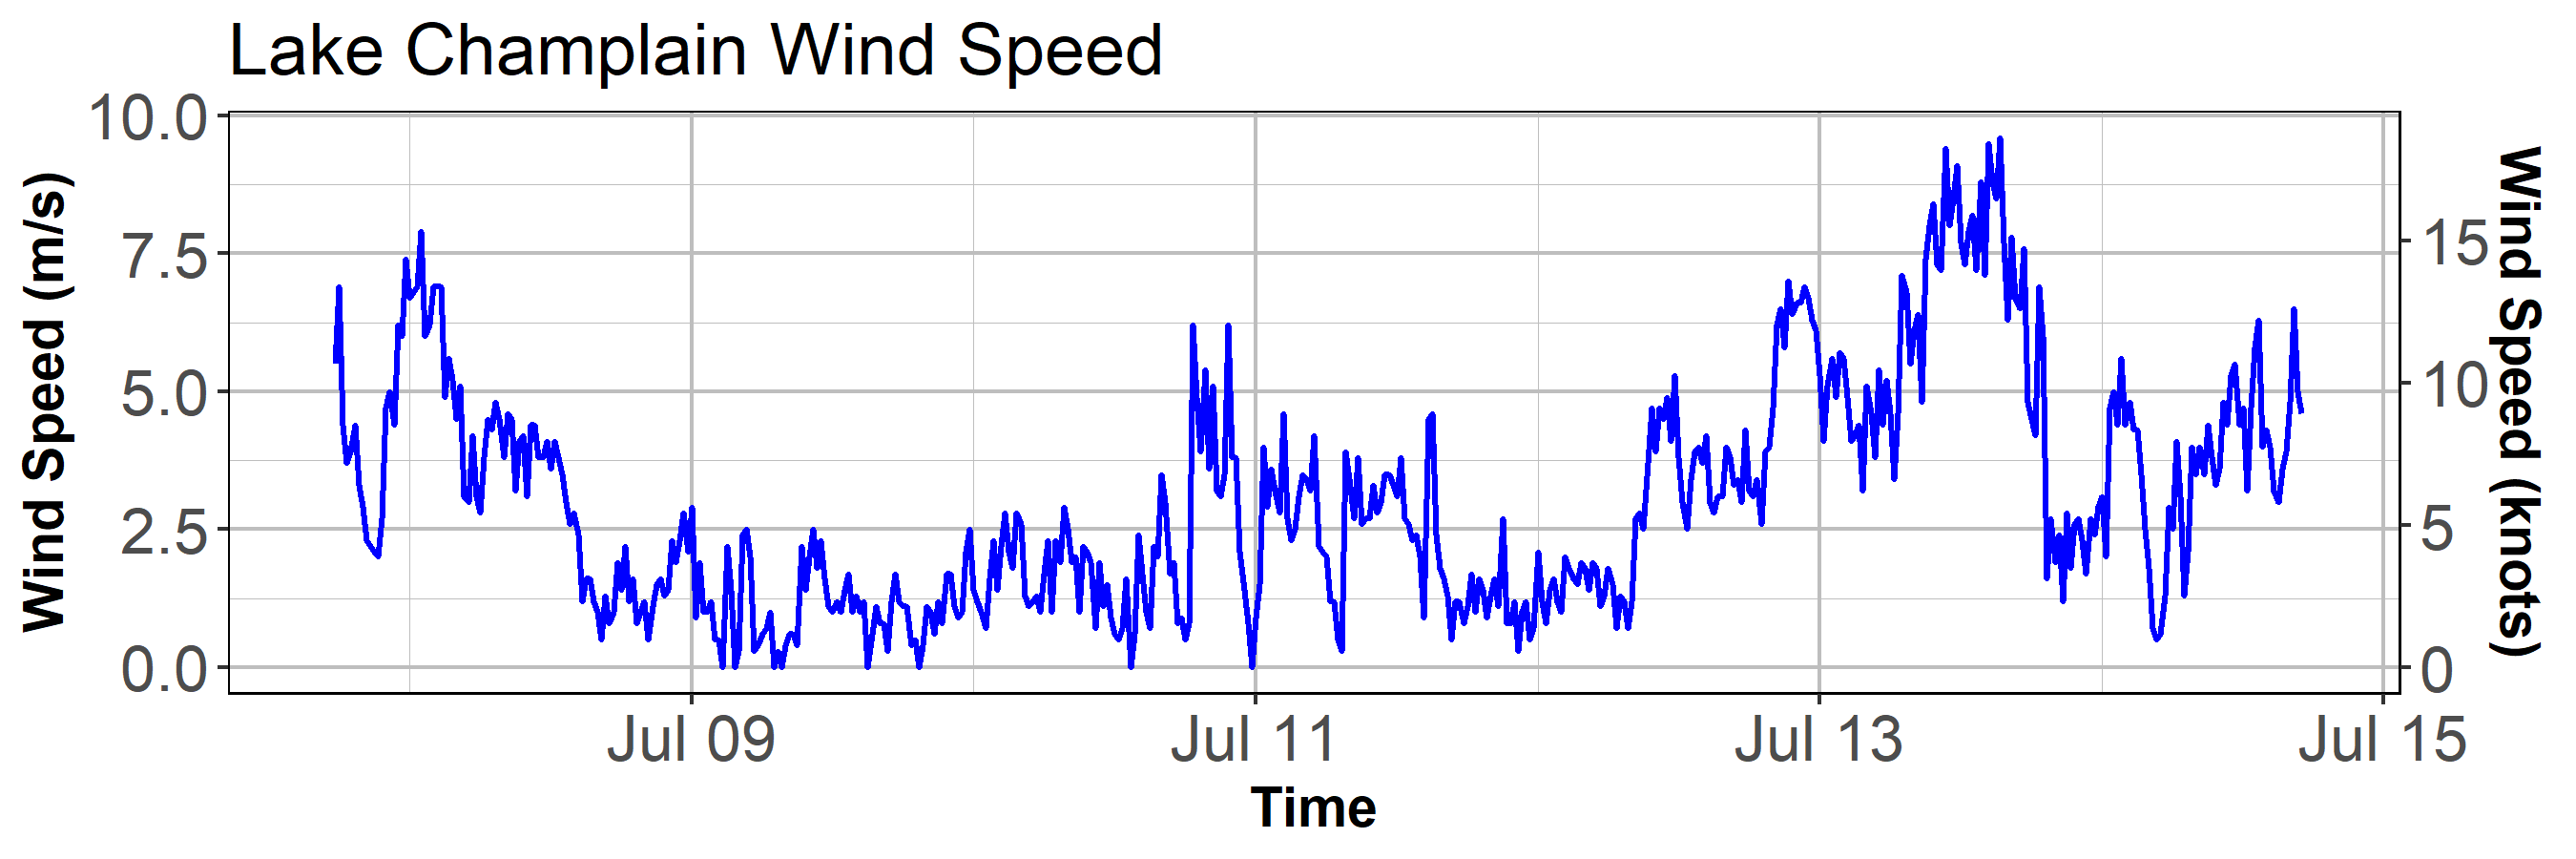 Lake Champlain Wind Speed
Wind Speed (m/s)
10.0
7.5
5.0
2.5
0.0
Wind Speed (knots)
15
10
5
0
Jul 09
Jul 11
Jul 13
Jul 15
Time